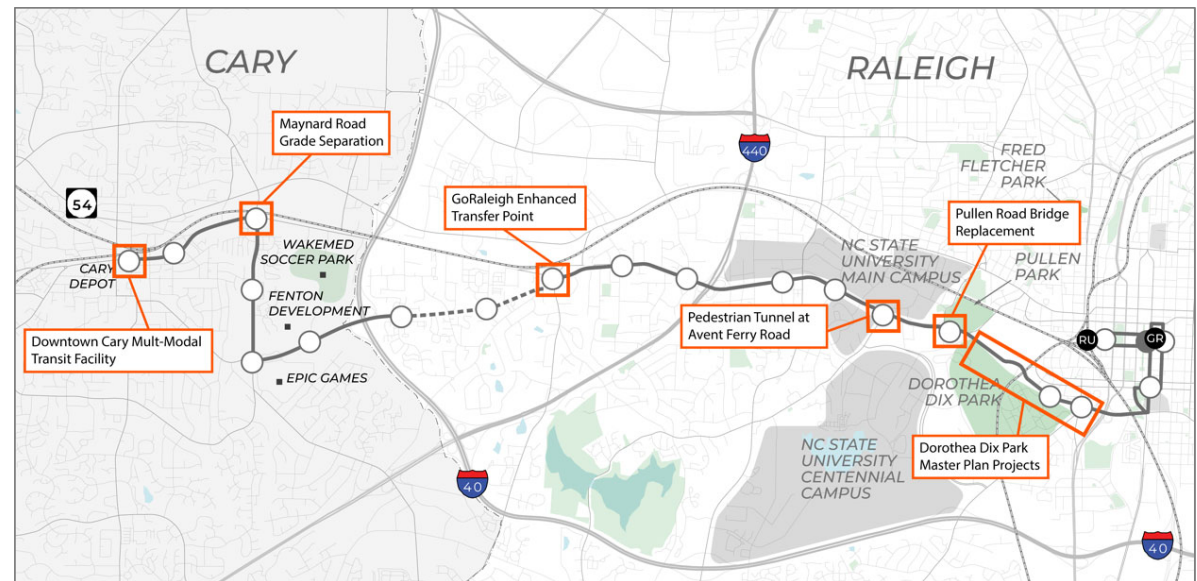 CARY
RALEIGH
Maynard Road
Grade Separation
440
FRED
FLETCHER
PARK
54
GoRaleigh Enhanced
Transfer Point
Pullen Road Bridge
Replacement
WAKEMED
SOCCER PARK
NC STATE
UNIVERSITY
MAIN CAMPUS
PULLEN
PARK
CARY
DEPOT
FENTON
DEVELOPMENT
Pedestrian Tunnel at
Avent Ferry Road
Downtown Cary Mult-Modal
Transit Facility
RU
GR
EPIC GAMES
DOROTHEA
DIX PARK
NC STATE
UNIVERSITY
CENTENNIAL
CAMPUS
Dorothea Dix Park
Master Plan Projects
40
40